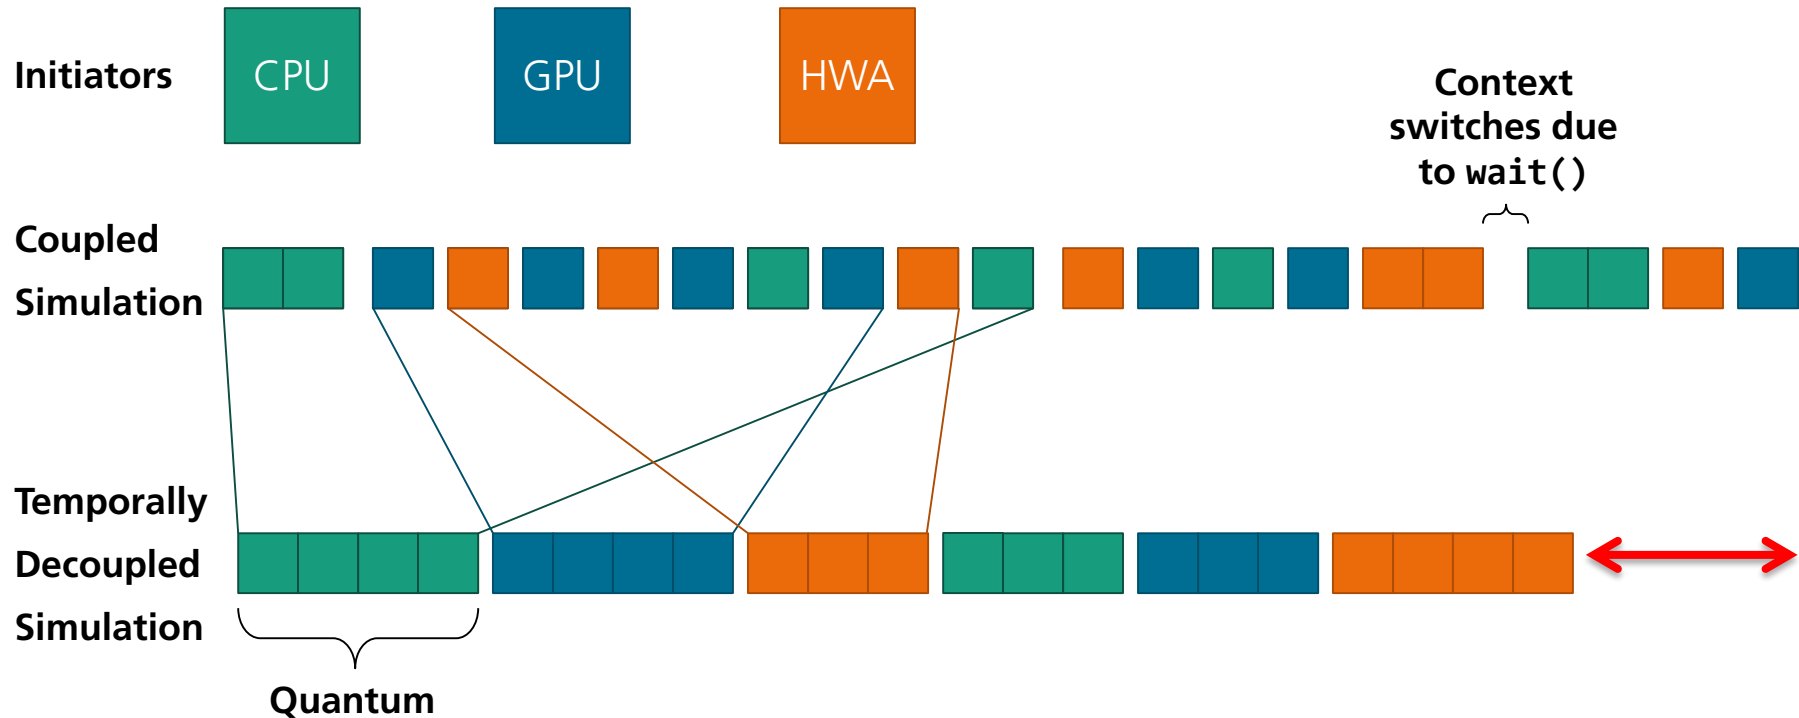 Initiators
CPU
GPU
HWA
Context
switches due
to wait()
Coupled
Simulation
Temporally
Decoupled
Simulation
Quantum